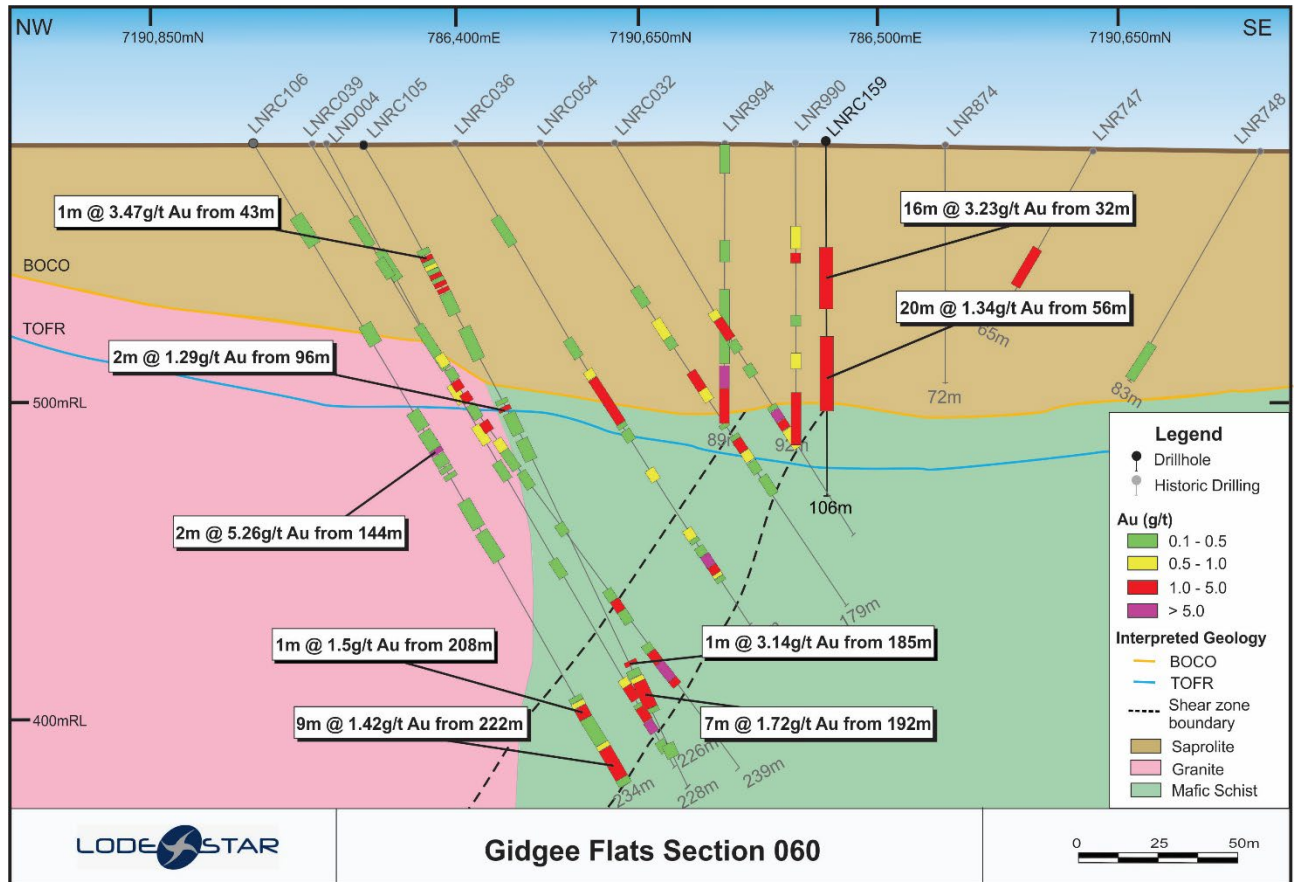 NW
SE
7190,850mN
786,400mE
7190,650mN
786,500mE
7190,650mN
LNRC106
LNRC039
LND004
LNRC105
LNRC036
LNRC054
LNRC032
LNR994
LNR990
LNRC159
LNR874
LNR747
LNR748
1m @ 3.47g/t Au from 43m
16m @ 3.23g/t Au from 32m
BOCO
20m @ 1.34g/t Au from 56m
TOFR
65m
2m @ 1.29g/t Au from 96m
72m
83m
500mRL
89m
92m
106m
2m @ 5.26g/t Au from 144m
179m
1m @ 1.5g/t Au from 208m
1m @ 3.14g/t Au from 185m
400mRL
9m @ 1.42g/t Au from 222m
7m @ 1.72g/t Au from 192m
226m
239m
234m
228m
Legend
Drillhole
Historic Drilling
Au (g/t)
0.1 - 0.5
0.5 - 1.0
1.0 - 5.0
> 5.0
Interpreted Geology
BOCO
TOFR
Shear zone
boundary
Saprolite
Granite
Mafic Schist
LODESTAR
Gidgee Flats Section 060
0 25 50m